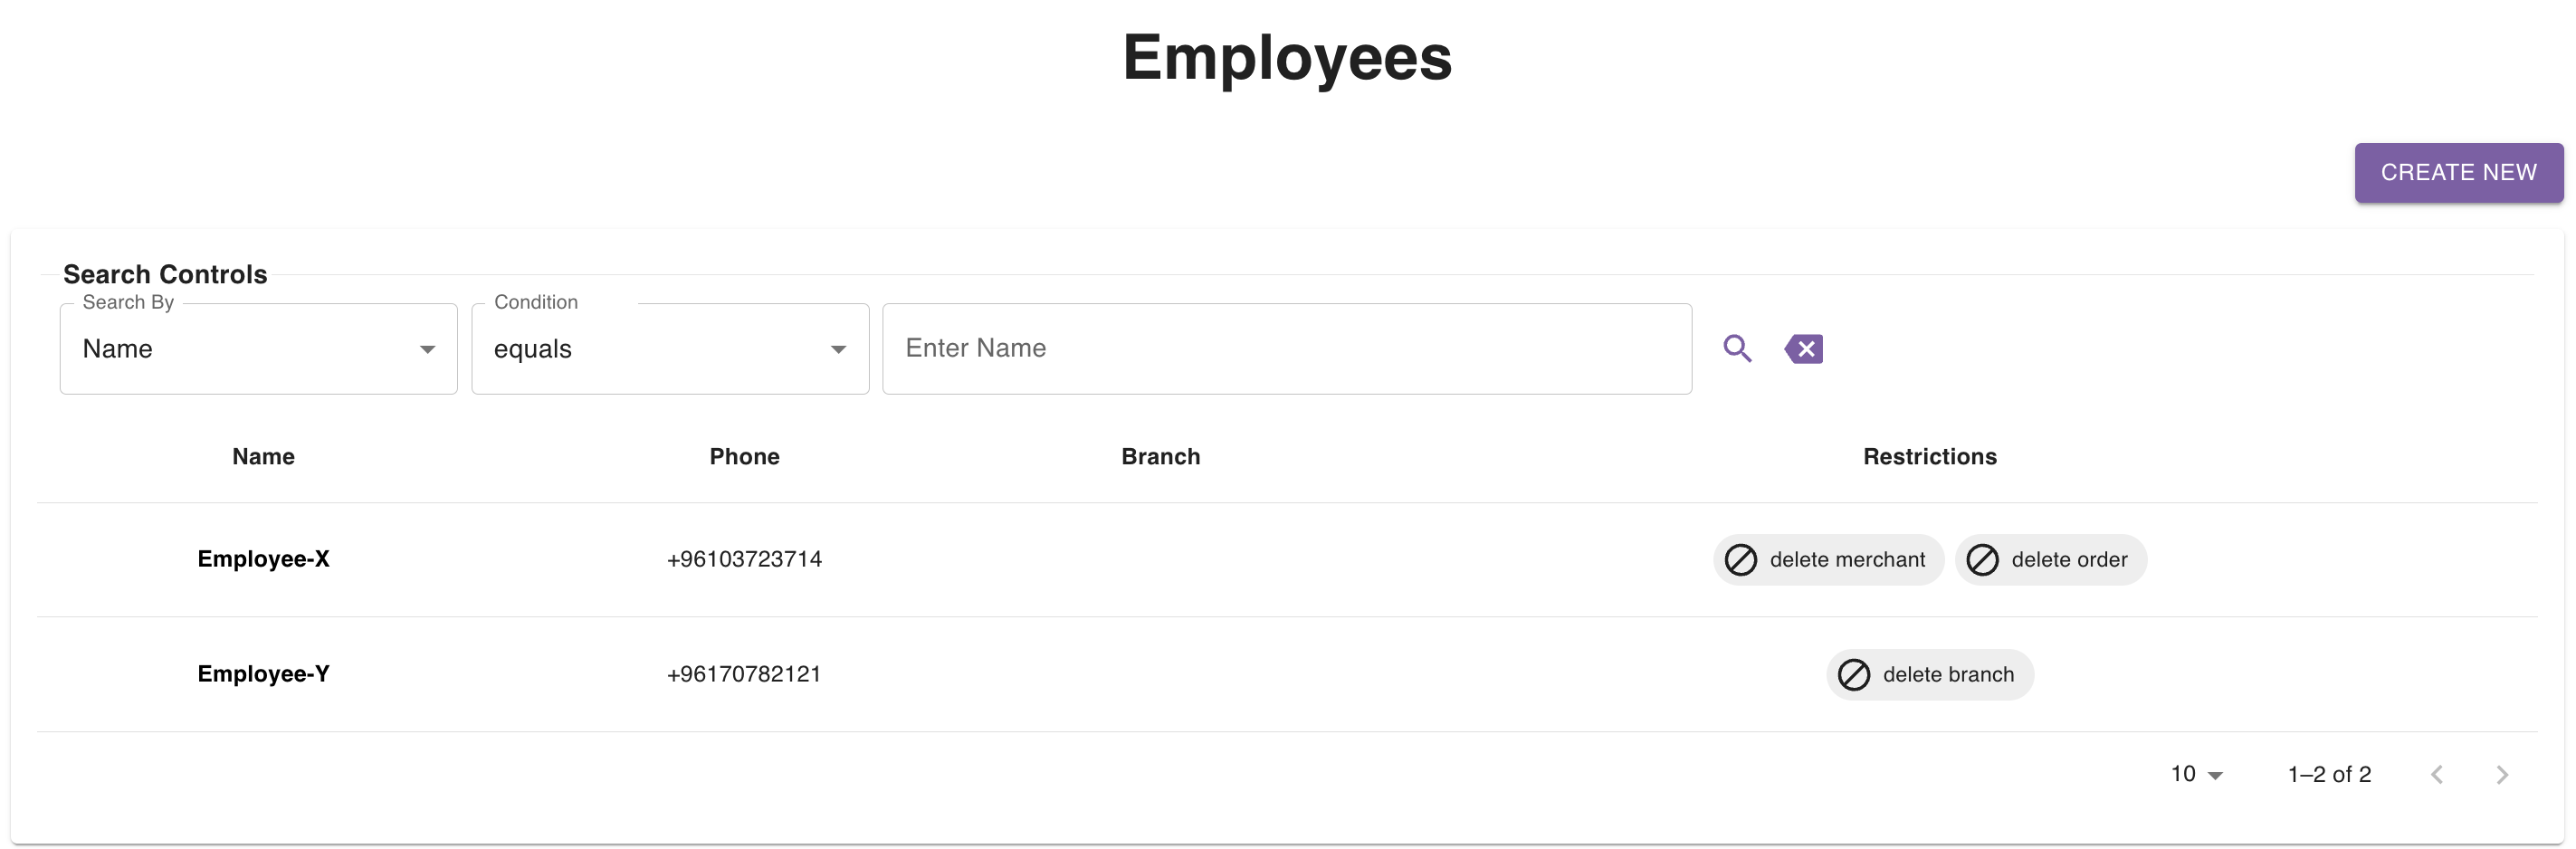 Employees
CREATE NEW
Search Controls
Search By
Condition
Name
equals
Enter Name
Name Phone Branch Restrictions
Employee-X +96103723714 delete merchant delete order
Employee-Y +96170782121 delete branch
10 1–2 of 2